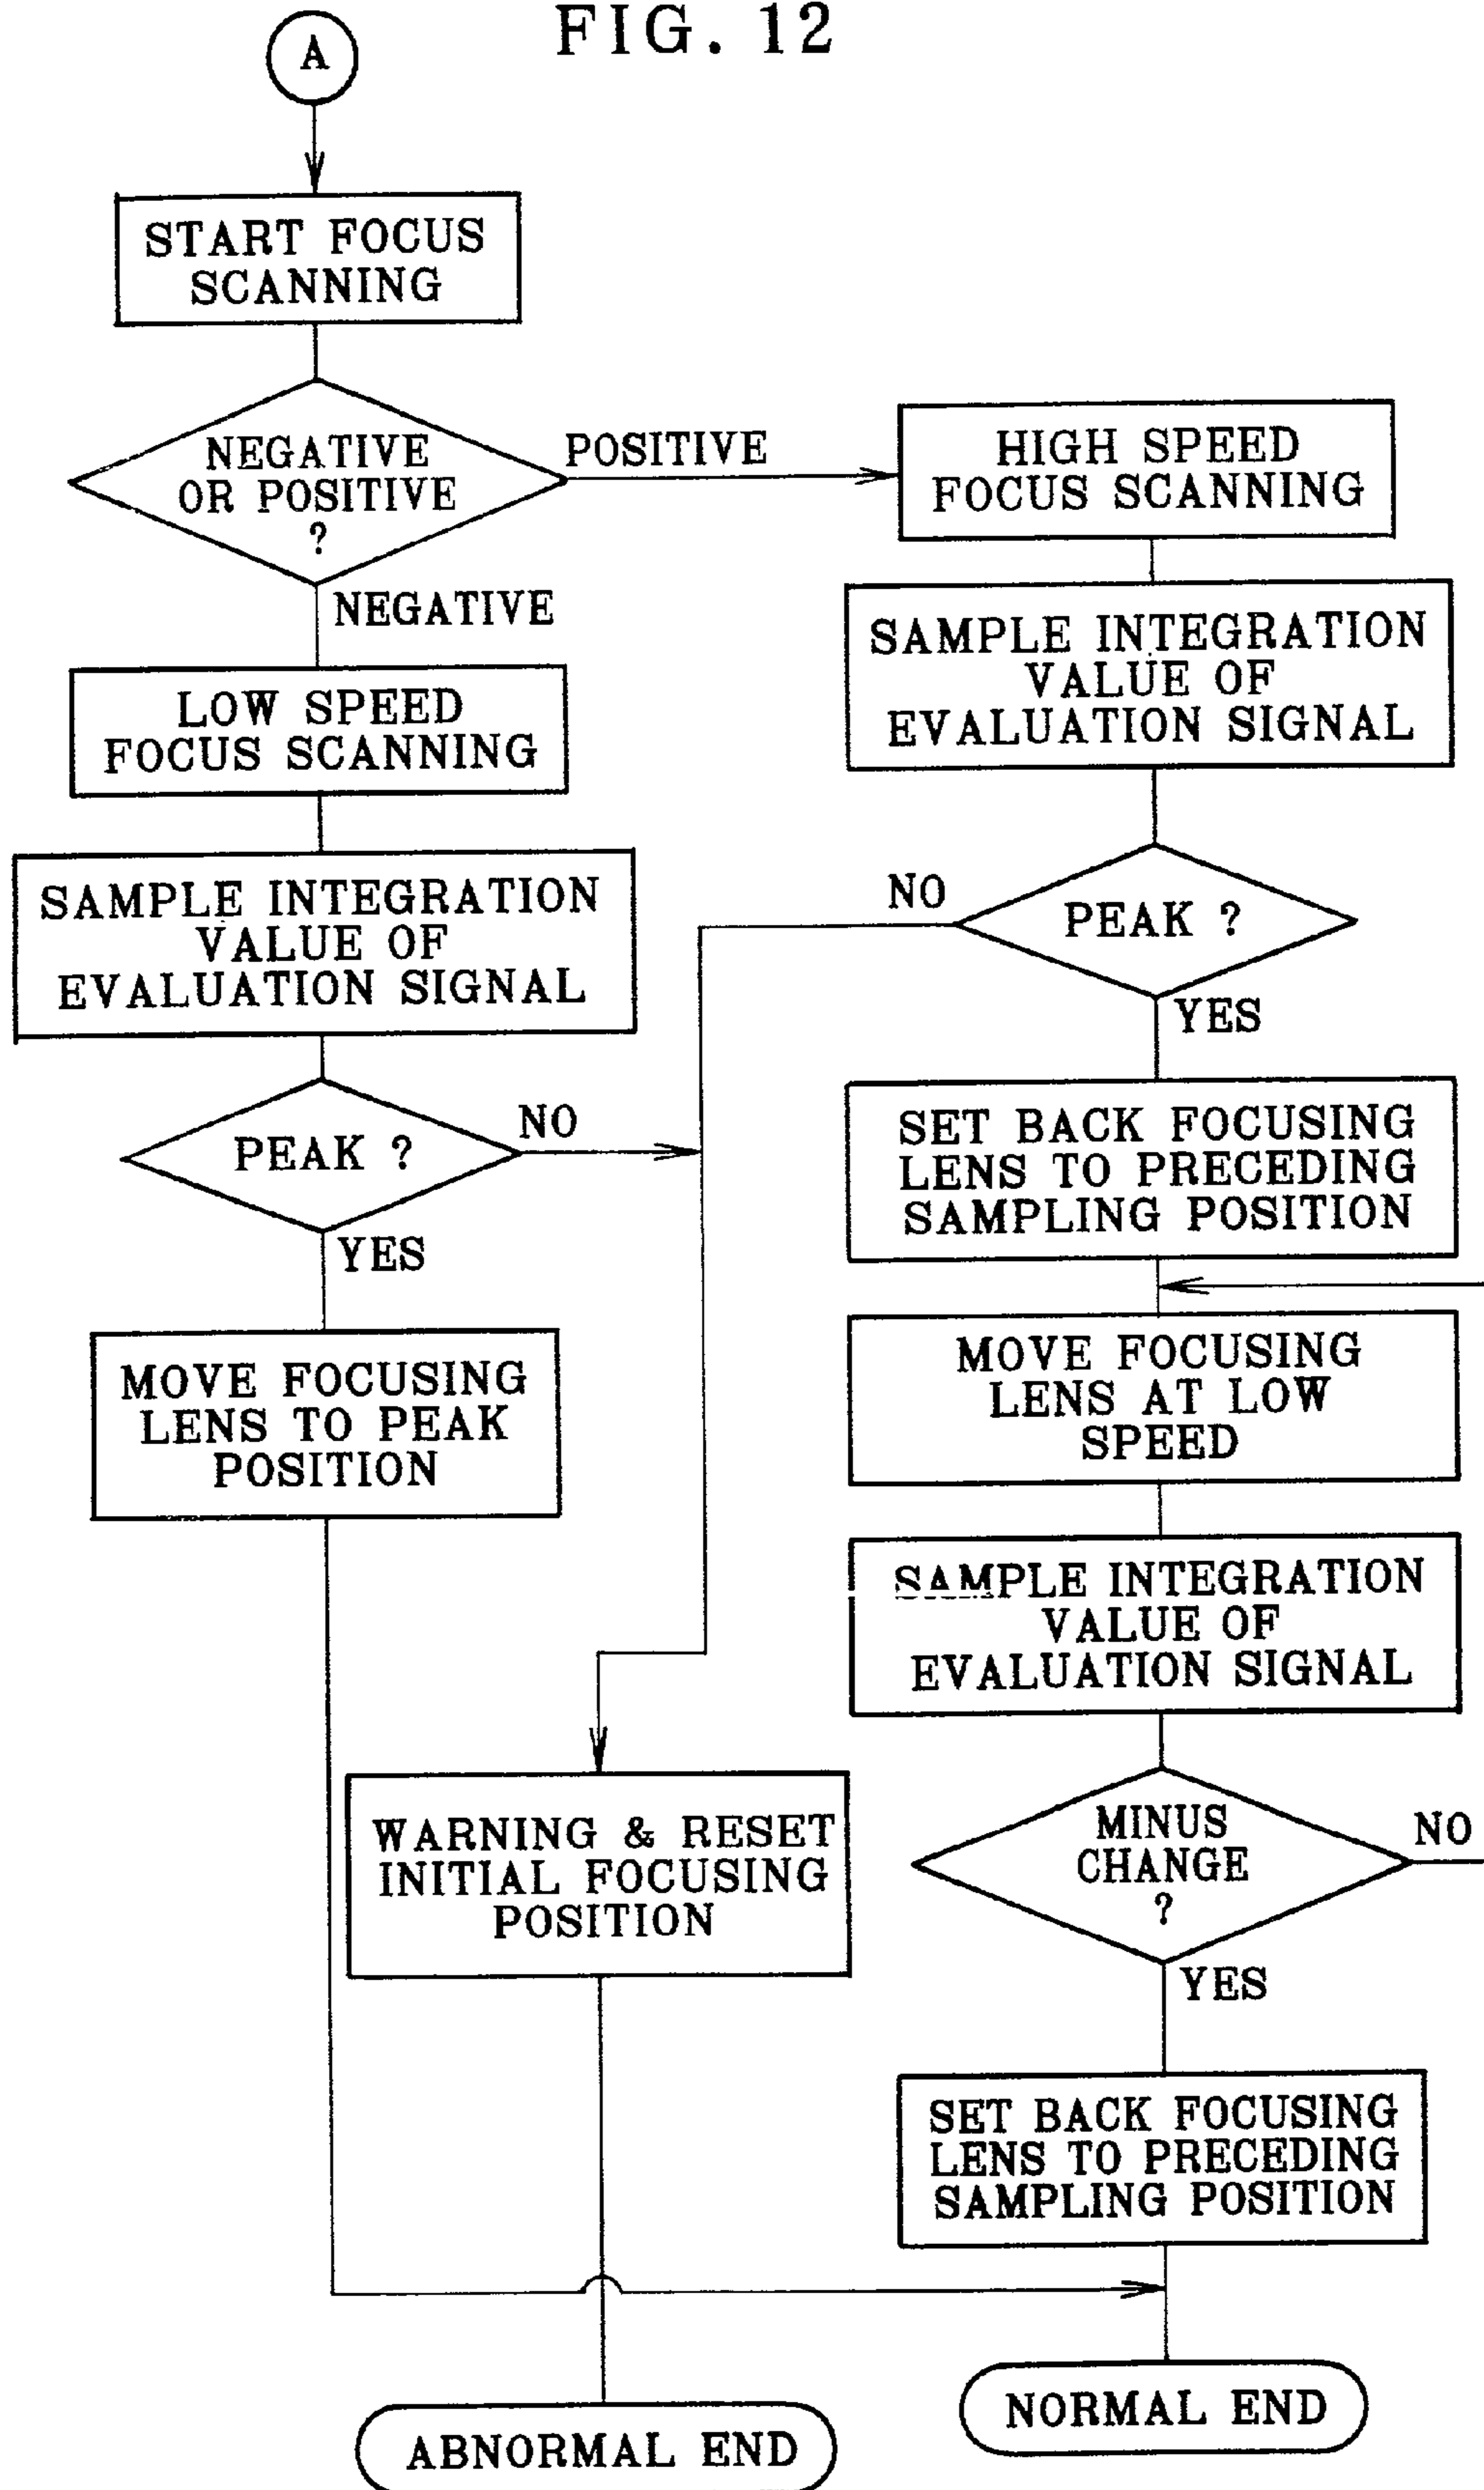 FIG. 12
A
START FOCUS
SCANNING
NEGATIVE
OR POSITIVE
?
POSITIVE
NEGATIVE
LOW SPEED
FOCUS SCANNING
SAMPLE INTEGRATION
VALUE OF
EVALUATION SIGNAL
PEAK ?
NO
YES
MOVE FOCUSING
LENS TO PEAK
POSITION
HIGH SPEED
FOCUS SCANNING
SAMPLE INTEGRATION
VALUE OF
EVALUATION SIGNAL
PEAK ?
NO
YES
SET BACK FOCUSING
LENS TO PRECEDING
SAMPLING POSITION
MOVE FOCUSING
LENS AT LOW
SPEED
SAMPLE INTEGRATION
VALUE OF
EVALUATION SIGNAL
MINUS
CHANGE
?
NO
YES
SET BACK FOCUSING
LENS TO PRECEDING
SAMPLING POSITION
WARNING & RESET
INITIAL FOCUSING
POSITION
NORMAL END
ABNORMAL END